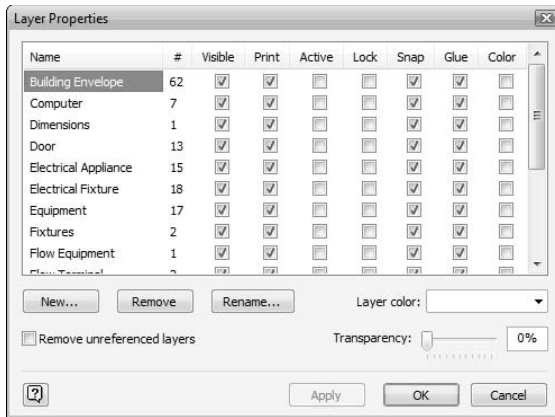 Layer Properties
Name # Visible Print Active Lock Snap Glue Color
Building Envelope 62
Computer 7
Dimensions 1
Door 13
Electrical Appliance 15
Electrical Fixture 18
Equipment 17
Fixtures 2
Flow Equipment 1
New... Remove Rename... Layer color:
Remove unreferenced layers Transparency: 0%
Apply OK Cancel